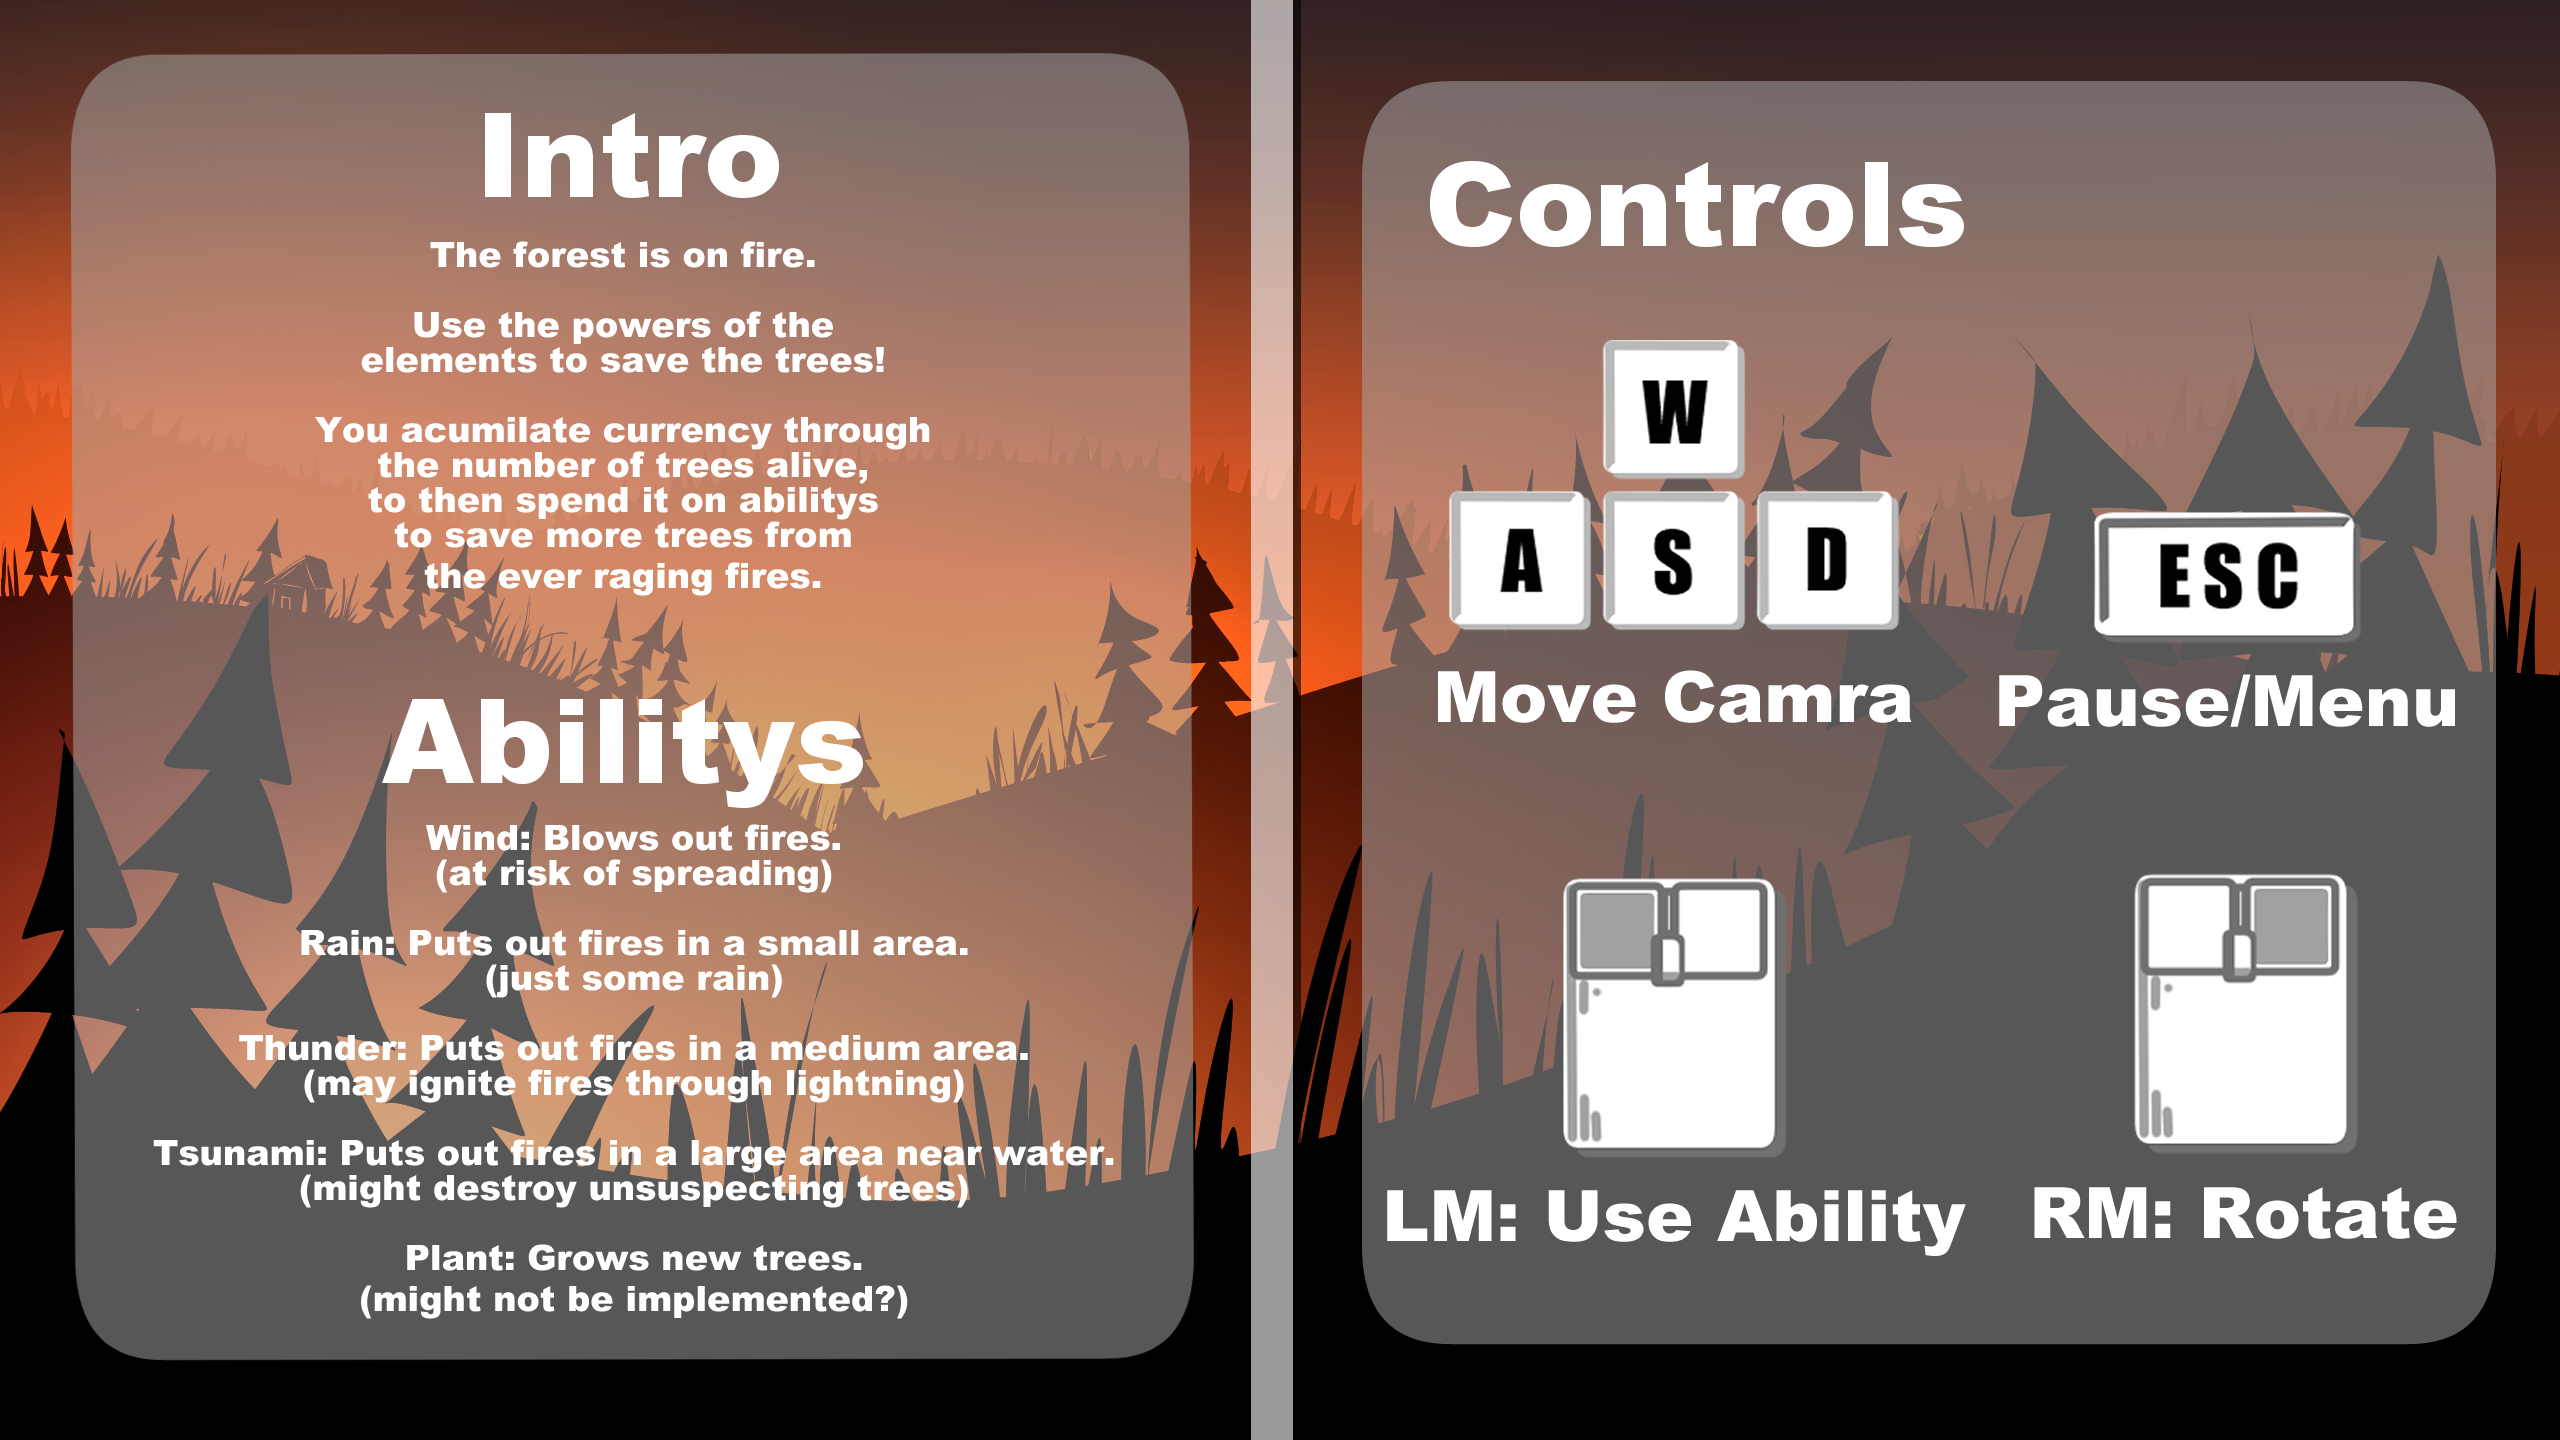 Intro
The forest is on fire.
Use the powers of the
elements to save the trees!
You acumilate currency through
the number of trees alive,
to then spend it on abilitys
to save more trees from
the ever raging fires.
Abilitys
Wind: Blows out fires.
(at risk of spreading)
Rain: Puts out fires in a small area.
(just some rain)
Thunder: Puts out fires in a medium area.
(may ignite fires through lightning)
Tsunami: Puts out fires in a large area near water.
(might destroy unsuspecting trees)
Plant: Grows new trees.
(might not be implemented?)
Controls
W
A S D
ESC
Move Camra
Pause/Menu
LM: Use Ability
RM: Rotate